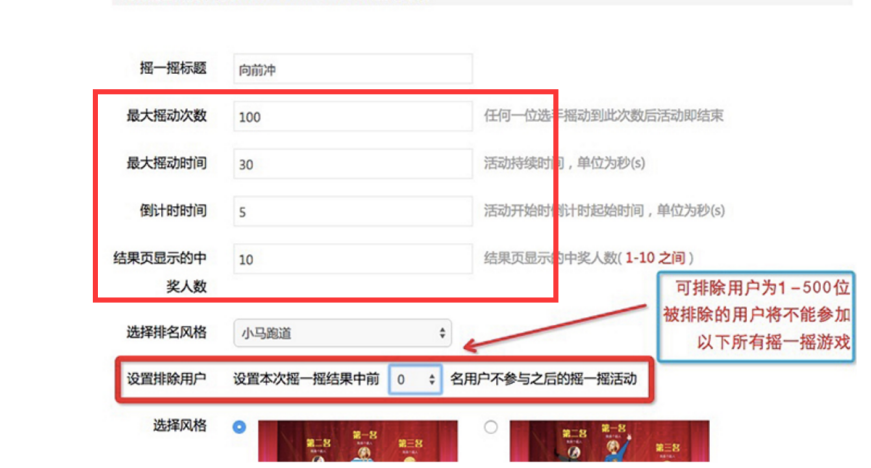 摇一摇标题 向前冲
最大摇动次数 100 任何一位选手摇动到此次数后活动即结束
最大摇动时间 30 活动持续时间，单位为秒(s)
倒计时时间 5 活动开始时倒计时起始时间，单位为秒(s)
结果页显示的中 10 结果页显示的中奖人数( 1-10 之间 )
奖人数
可排除用户为1-500位
被排除的用户将不能参加
以下所有摇一摇游戏
选择排名风格 小马跑道
设置排除用户 设置本次摇一摇结果中前 0 名用户不参与之后的摇一摇活动
选择风格
第二名 第一名 第三名
第二名 第一名 第三名